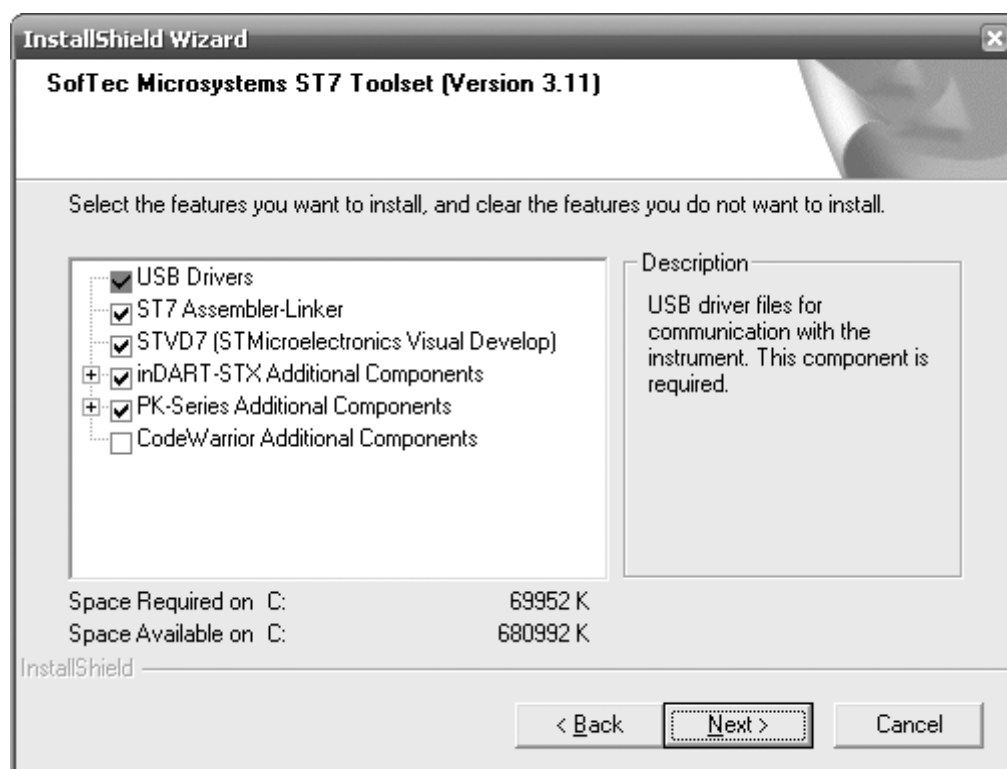 InstallShield Wizard
SofTec Microsystems ST7 Toolset (Version 3.11)
Select the features you want to install, and clear the features you do not want to install.
USB Drivers
ST7 Assembler-Linker
STVD7 (STMicroelectronics Visual Develop)
inDART-STX Additional Components
PK-Series Additional Components
CodeWarrior Additional Components
Description
USB driver files for
communication with the
instrument. This component is
required.
Space Required on C: 69952 K
Space Available on C: 680992 K
InstallShield
< Back Next > Cancel